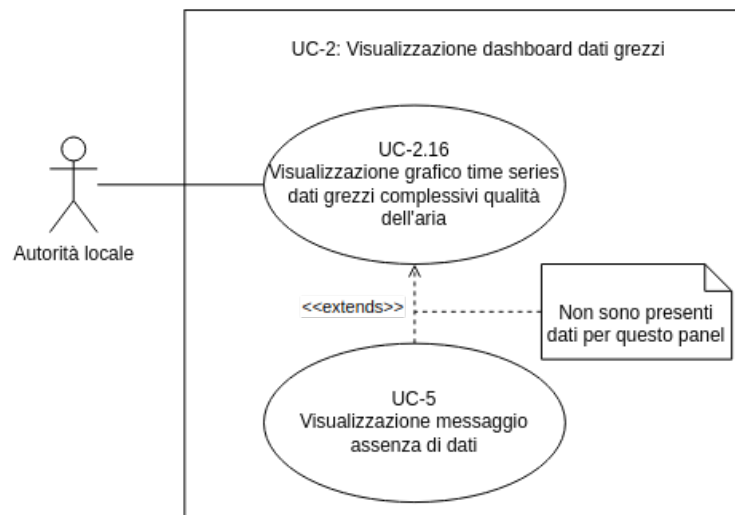 UC-2: Visualizzazione dashboard dati grezzi
UC-2.16
Visualizzazione grafico time series
dati grezzi complessivi qualità
dell'aria
Autorità locale
<<extends>>
Non sono presenti
dati per questo panel
UC-5
Visualizzazione messaggio
assenza di dati